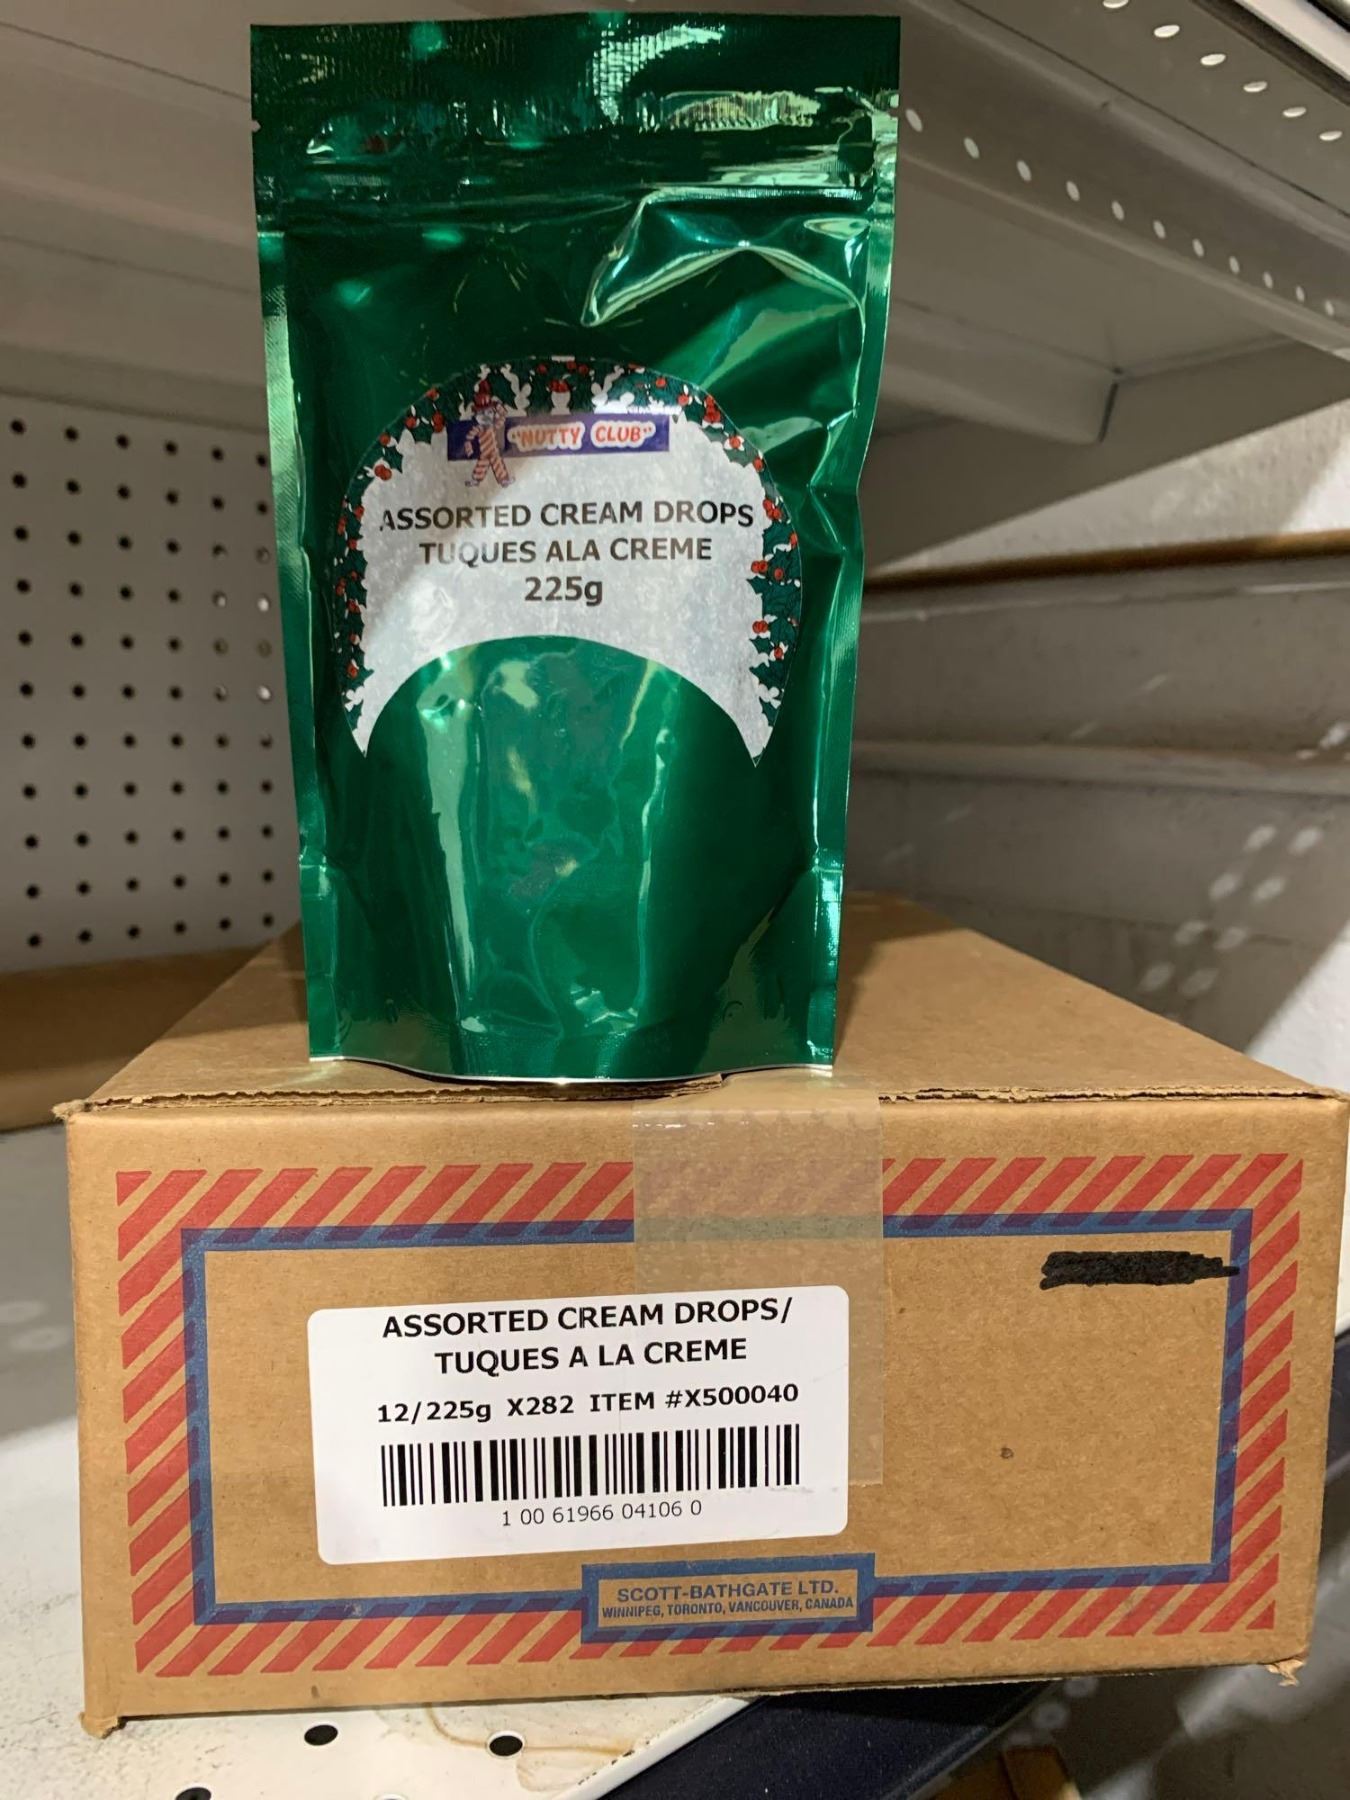 "NUTTY CLUB"
ASSORTED CREAM DROPS
TUQUES ALA CREME
225g
ASSORTED CREAM DROPS/
TUQUES A LA CREME
12/225g X282 ITEM #X500040
1 00 61966 04106 0
SCOTT-BATHGATE LTD.
WINNIPEG, TORONTO, VANCOUVER, CANADA